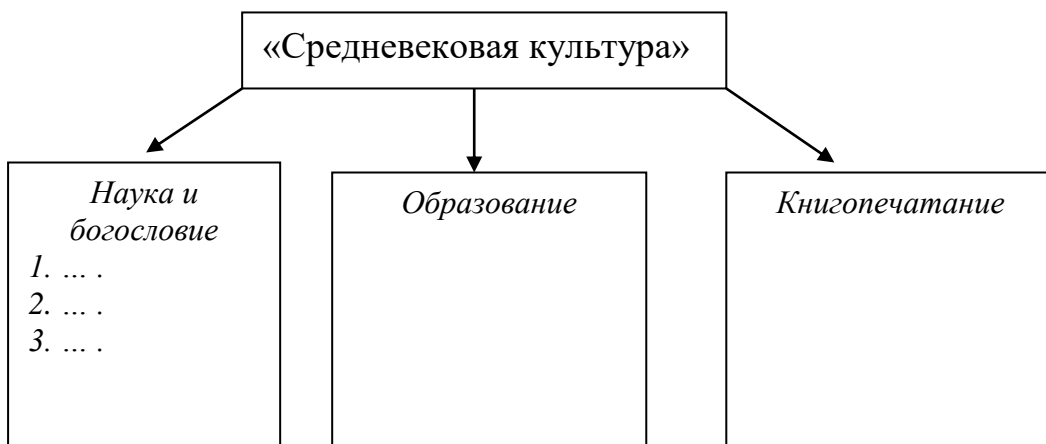 «Средневековая культура»
Наука и
богословие
1. ... .
2. ... .
3. ... .
Образование
Книгопечатание